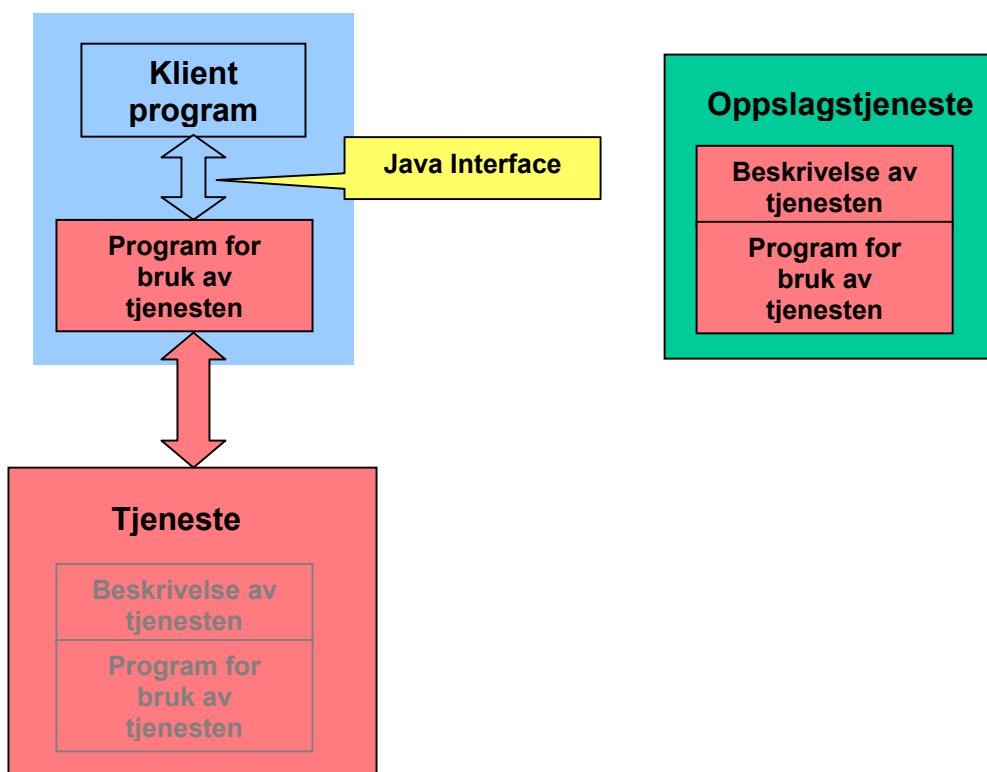 Klient
program
Java Interface
Program for
bruk av
tjenesten
Oppslagstjeneste
Beskrivelse av
tjenesten
Program for
bruk av
tjenesten
Tjeneste
Beskrivelse av
tjenesten
Program for
bruk av
tjenesten